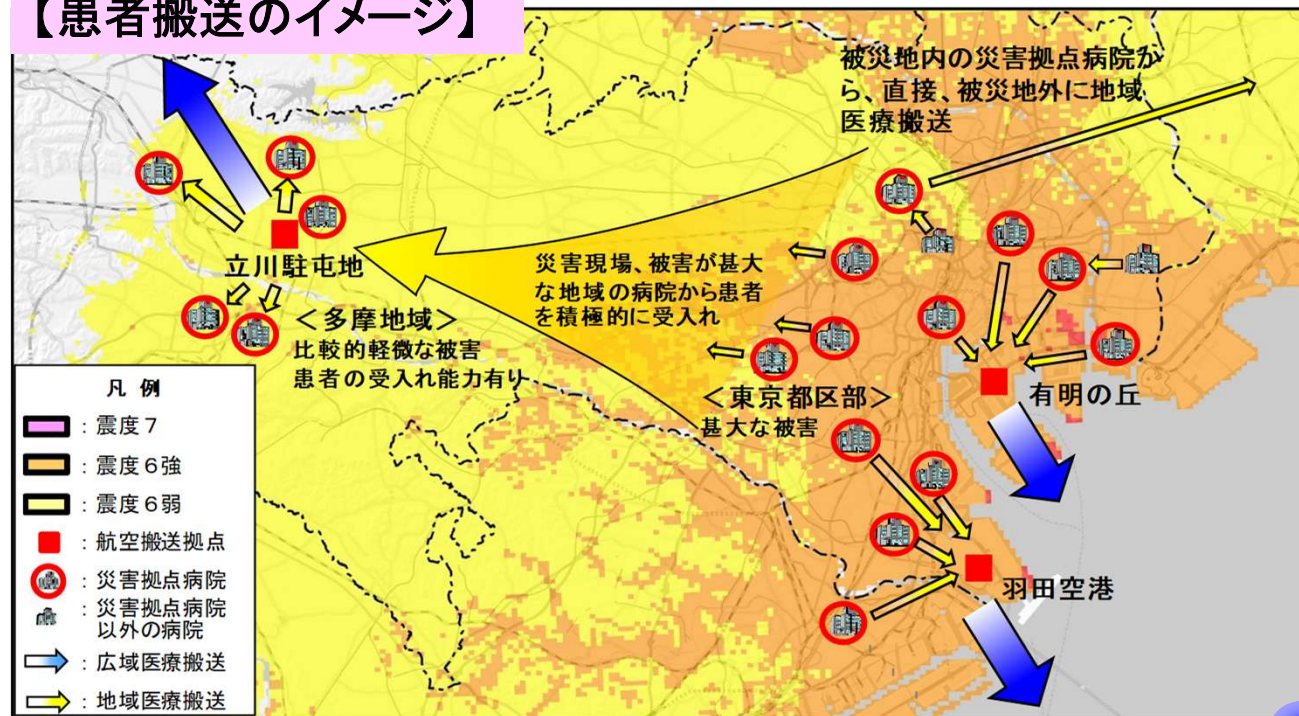 【患者搬送のイメージ】
被災地内の災害拠点病院か
ら、直接、被災地外に地域
医療搬送
立川駐屯地
災害現場、被害が甚大
な地域の病院から患者
を積極的に受入れ
＜多摩地域＞
比較的軽微な被害
患者の受入れ能力有り
＜東京都区部＞
甚大な被害
有明の丘
羽田空港
凡 例
：震度７
：震度６強
：震度６弱
：航空搬送拠点
：災害拠点病院
：災害拠点病院
以外の病院
：広域医療搬送
：地域医療搬送